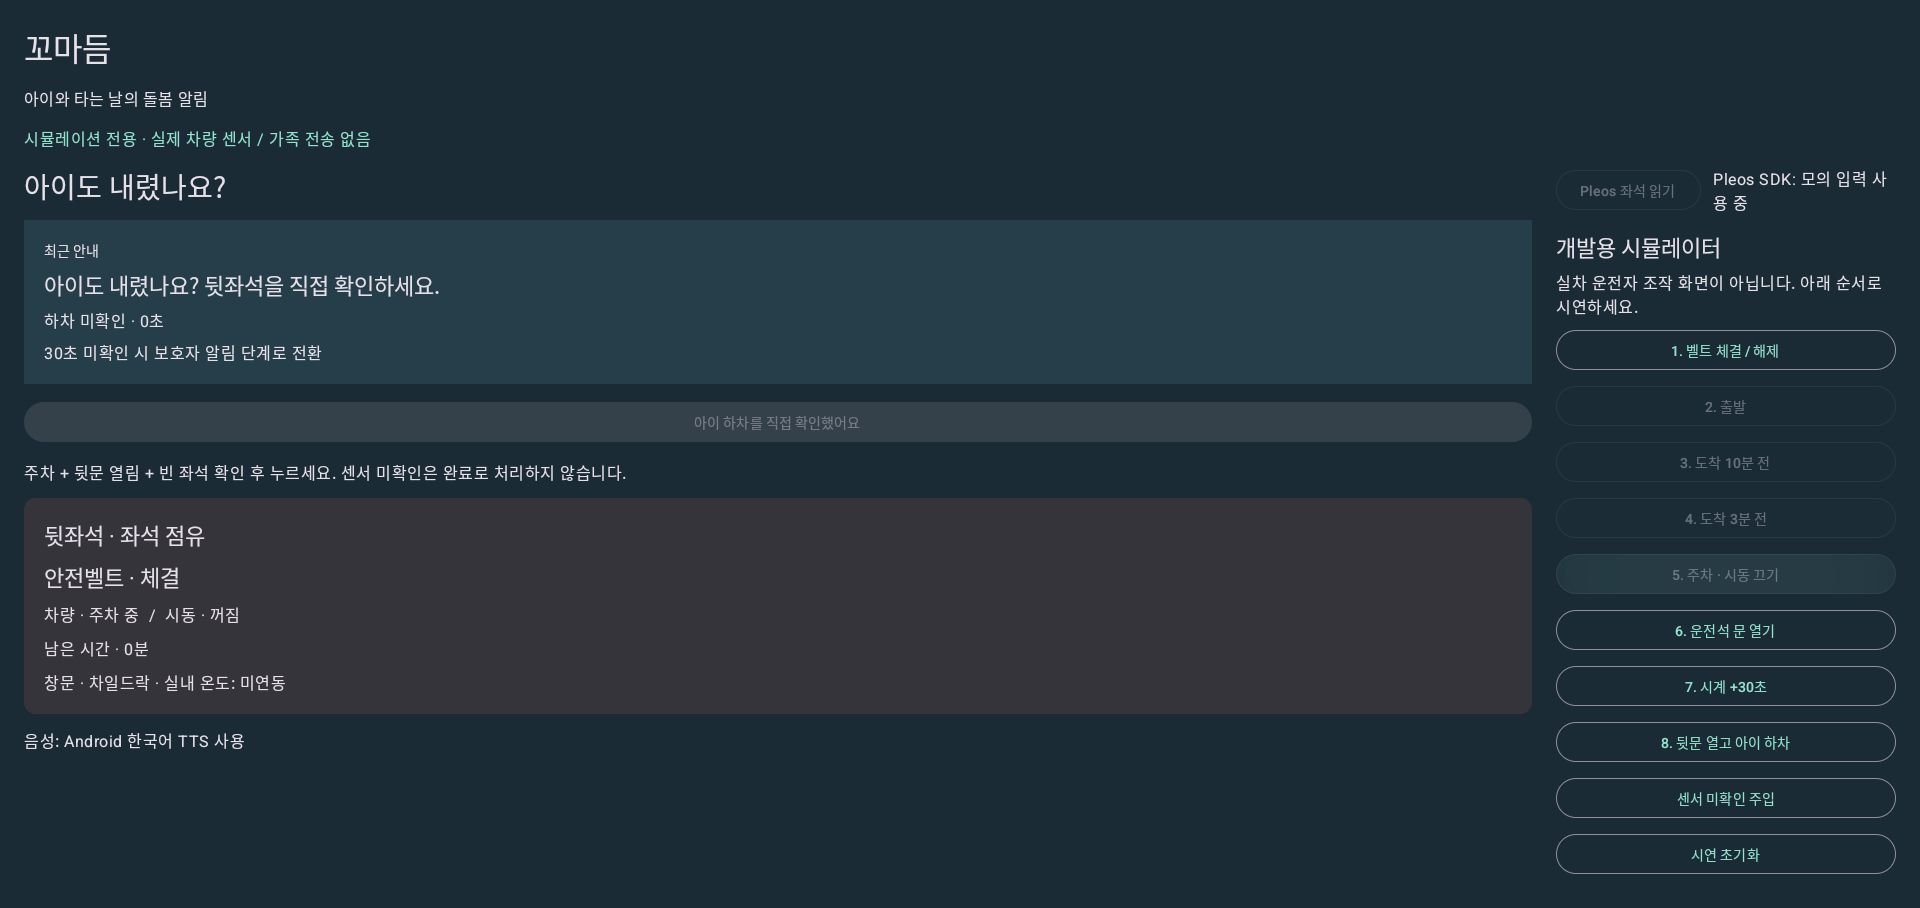 꼬마듬
아이와 타는 날의 돌봄 알림
시뮬레이션 전용 · 실제 차량 센서 / 가족 전송 없음
아이도 내렸나요?
최근 안내
아이도 내렸나요? 뒷좌석을 직접 확인하세요.
하차 미확인 · 0초
30초 미확인 시 보호자 알림 단계로 전환
아이 하차를 직접 확인했어요
주차 + 뒷문 열림 + 빈 좌석 확인 후 누르세요. 센서 미확인은 완료로 처리하지 않습니다.
뒷좌석 · 좌석 점유
안전벨트 · 체결
차량 · 주차 중 / 시동 · 꺼짐
남은 시간 · 0분
창문 · 차일드락 · 실내 온도: 미연동
음성: Android 한국어 TTS 사용
Pleos 좌석 읽기
Pleos SDK: 모의 입력 사
용 중
개발용 시뮬레이터
실차 운전자 조작 화면이 아닙니다. 아래 순서로
시연하세요.
1. 벨트 체결 / 해제
2. 출발
3. 도착 10분 전
4. 도착 3분 전
5. 주차 · 시동 끄기
6. 운전석 문 열기
7. 시계 +30초
8. 뒷문 열고 아이 하차
센서 미확인 주입
시연 초기화